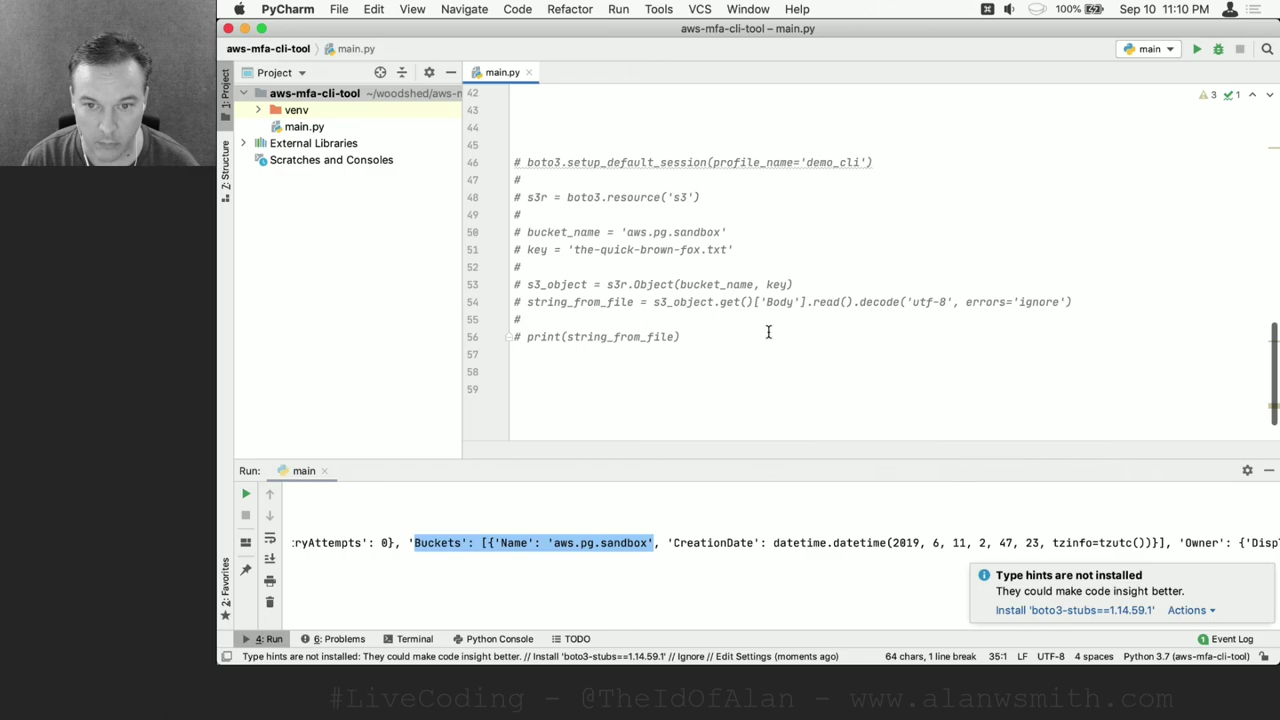 PyCharm File Edit View Navigate Code Refactor Run Tools VCS Window Help 100% Sep 10 11:10 PM
aws-mfa-cli-tool – main.py
aws-mfa-cli-tool main.py main
1: Project Project main.py
aws-mfa-cli-tool ~/woodshed/aws-m
venv
main.py
External Libraries
Scratches and Consoles
Z: Structure
3 1
42
43
44
45
46 # boto3.setup_default_session(profile_name='demo_cli')
47 #
48 # s3r = boto3.resource('s3')
49 #
50 # bucket_name = 'aws.pg.sandbox'
51 # key = 'the-quick-brown-fox.txt'
52 #
53 # s3_object = s3r.Object(bucket_name, key)
54 # string_from_file = s3_object.get()['Body'].read().decode('utf-8', errors='ignore')
55 #
56 # print(string_from_file)
57
58
59
Run: main
:ryAttempts': 0}, 'Buckets': [{'Name': 'aws.pg.sandbox', 'CreationDate': datetime.datetime(2019, 6, 11, 2, 47, 23, tzinfo=tzutc())}], 'Owner': {'Disp
Type hints are not installed
They could make code insight better.
Install 'boto3-stubs==1.14.59.1' Actions
2: Favorites
4: Run 6: Problems Terminal Python Console TODO 1 Event Log
Type hints are not installed: They could make code insight better. // Install 'boto3-stubs==1.14.59.1' // Ignore // Edit Settings (moments ago) 64 chars, 1 line break 35:1 LF UTF-8 4 spaces Python 3.7 (aws-mfa-cli-tool)
#LiveCoding - @TheIdOfAlan - www.alanwsmith.com